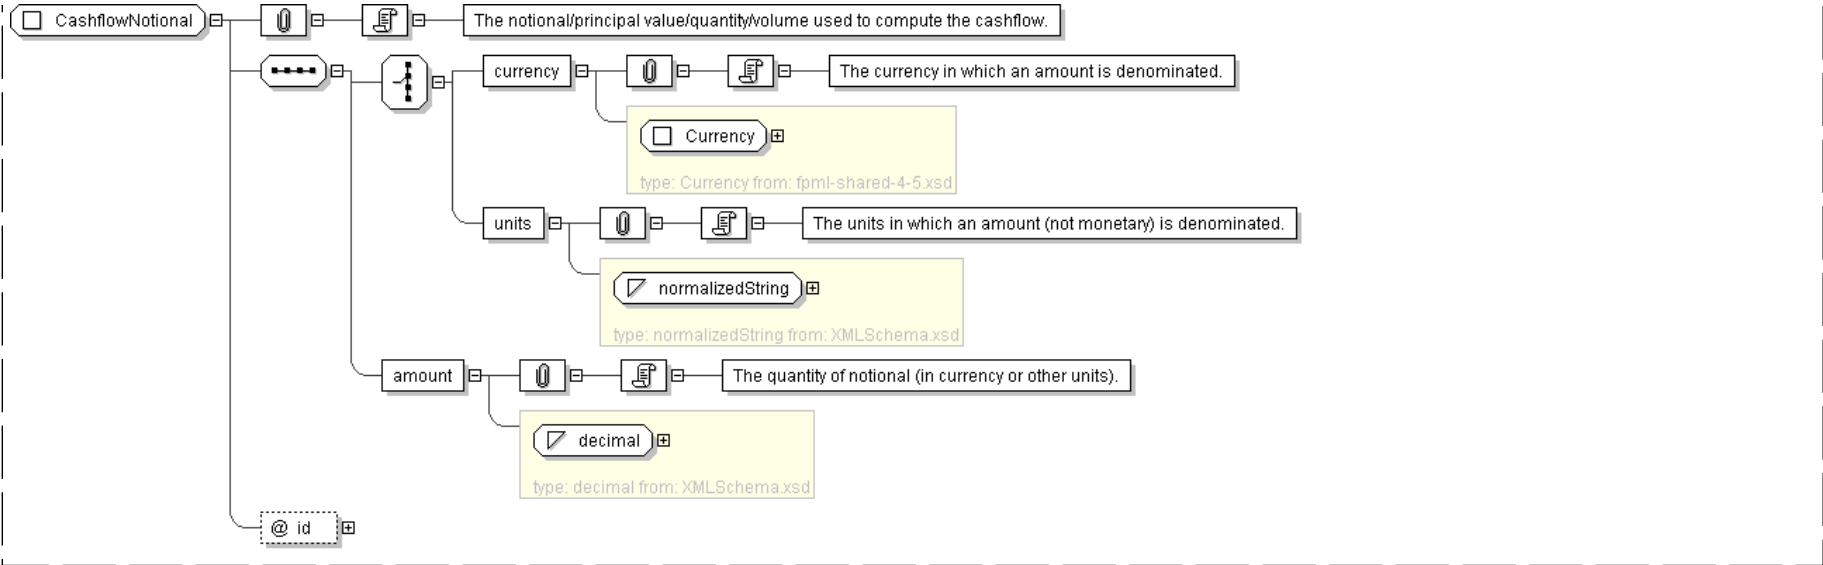 CashflowNotional
The notional/principal value/quantity/volume used to compute the cashflow.
currency
The currency in which an amount is denominated.
Currency
type: Currency from: fpml-shared-4-5.xsd
units
The units in which an amount (not monetary) is denominated.
normalizedString
type: normalizedString from: XMLSchema.xsd
amount
The quantity of notional (in currency or other units).
decimal
type: decimal from: XMLSchema.xsd
@ id